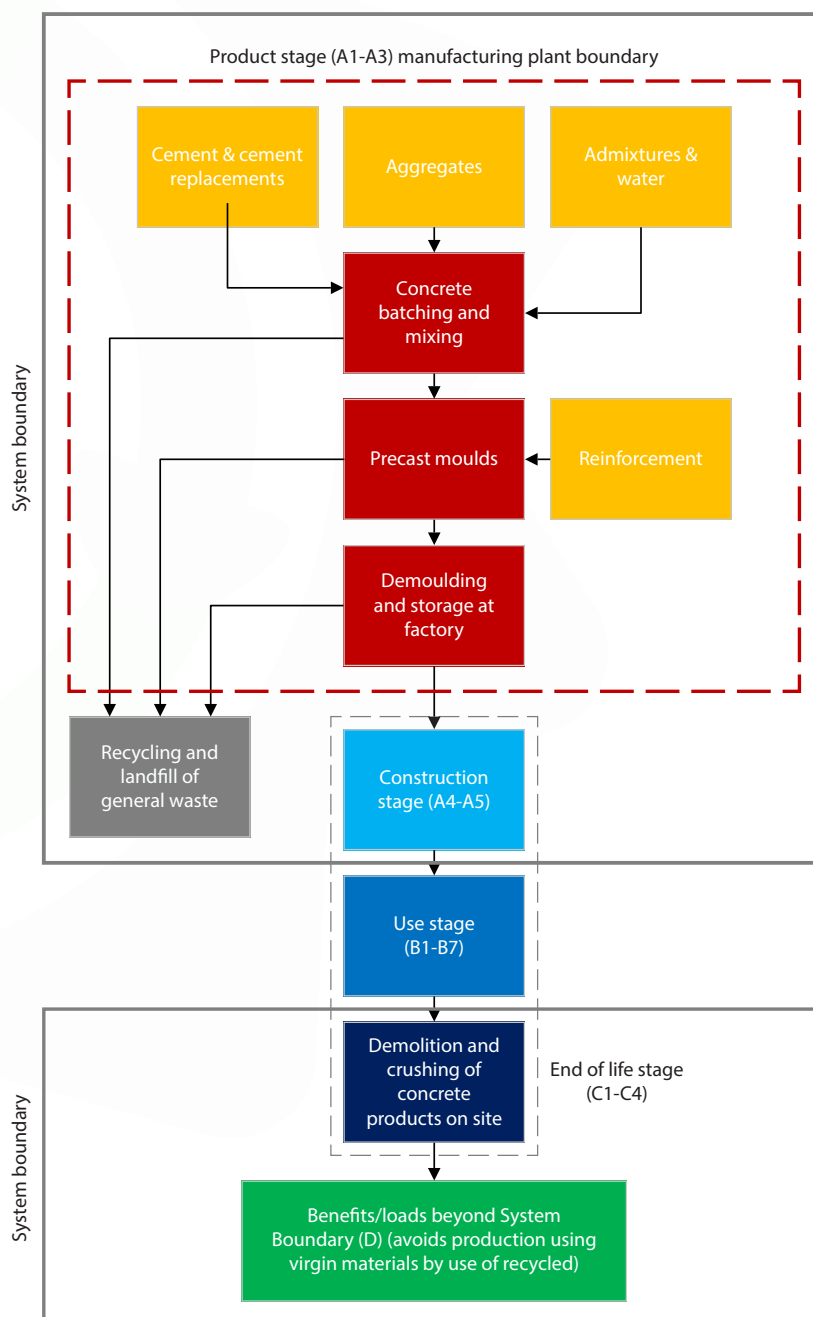 Product stage (A1-A3) manufacturing plant boundary
Cement & cement
replacements
Aggregates
Admixtures &
water
Concrete
batching and
mixing
System boundary
Precast moulds
Reinforcement
Demoulding
and storage at
factory
Recycling and
landfill of
general waste
Construction
stage (A4-A5)
Use stage
(B1-B7)
Demolition and
crushing of
concrete
products on site
End of life stage
(C1-C4)
System boundary
Benefits/loads beyond System
Boundary (D) (avoids production using
virgin materials by use of recycled)